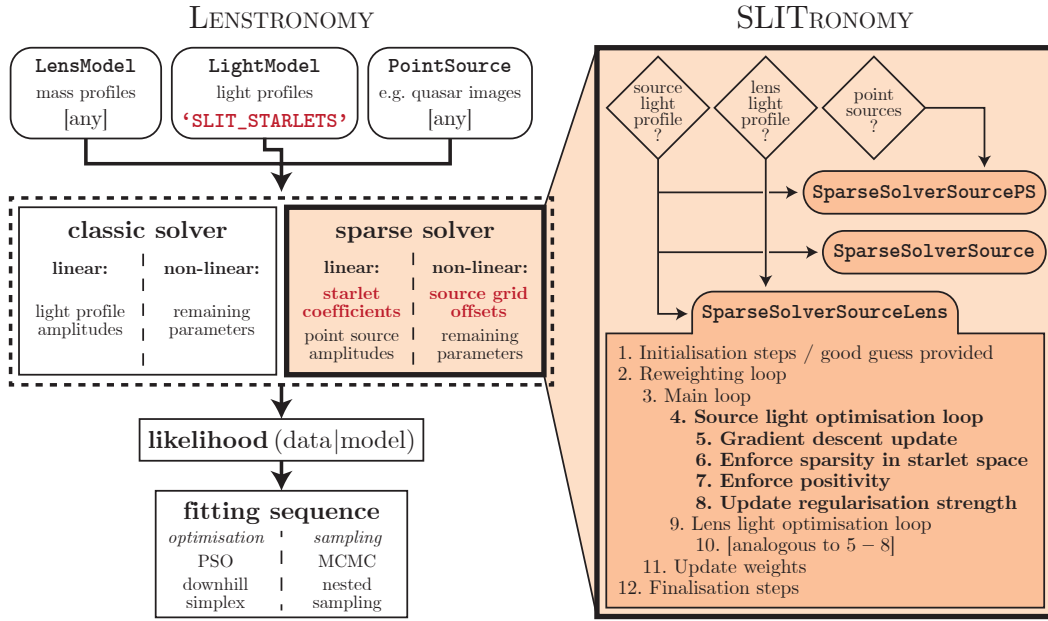 LENSTRONOMY
LensModel
mass profiles
[any]
LightModel
light profiles
‘SLIT_STARLETS’
PointSource
e.g. quasar images
[any]
classic solver
linear:
light profile
amplitudes
non-linear:
remaining
parameters
sparse solver
linear:
starlet
coefficients
point source
amplitudes
non-linear:
source grid
offsets
remaining
parameters
likelihood (data|model)
fitting sequence
optimisation
PSO
downhill
simplex
sampling
MCMC
nested
sampling
SLITRONOMY
source
light
profile
?
lens
light
profile
?
point
sources
?
SparseSolverSourcePS
SparseSolverSource
SparseSolverSourceLens
1. Initialisation steps / good guess provided
2. Reweighting loop
3. Main loop
4. Source light optimisation loop
5. Gradient descent update
6. Enforce sparsity in starlet space
7. Enforce positivity
8. Update regularisation strength
9. Lens light optimisation loop
10. [analogous to 5 – 8]
11. Update weights
12. Finalisation steps